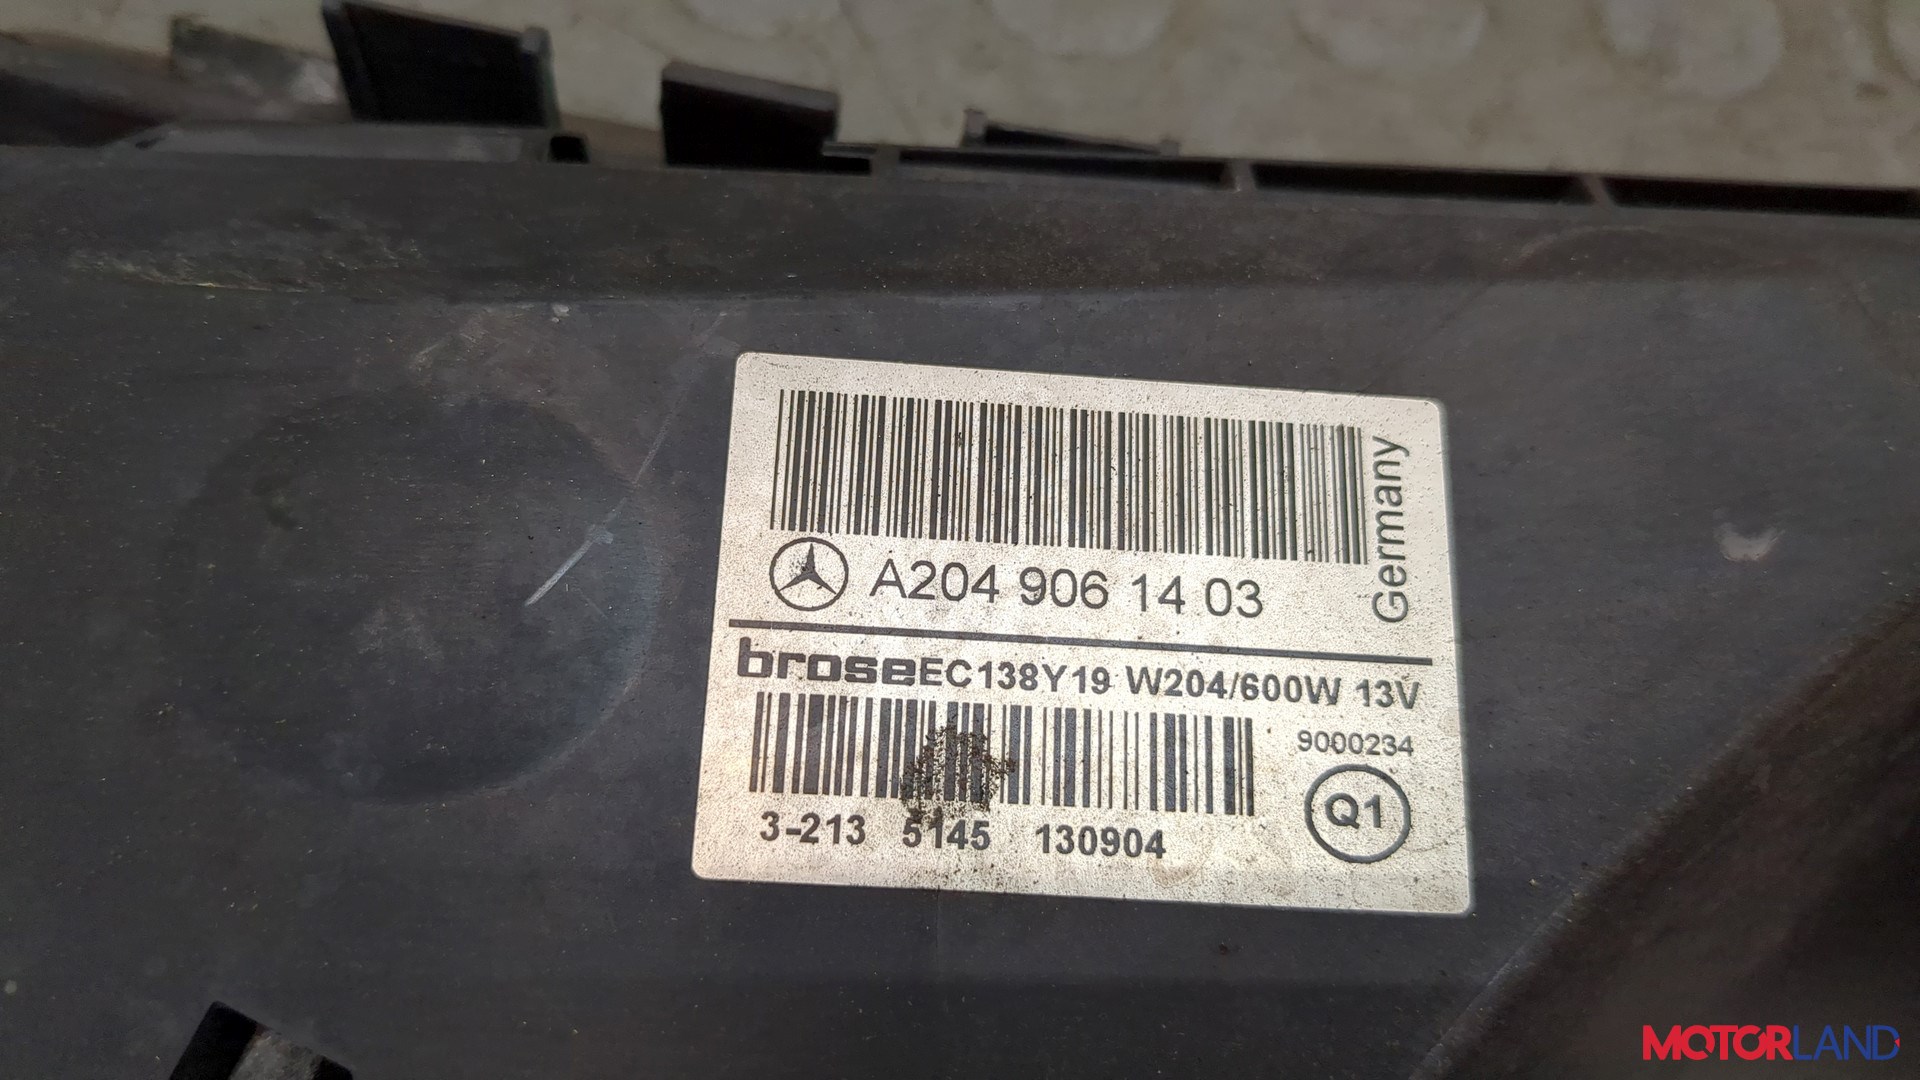 A204 906 14 03
Germany
brose EC138Y19 W204/600W 13V
9000234
3-213 5145 130904
Q1
MOTORLAND